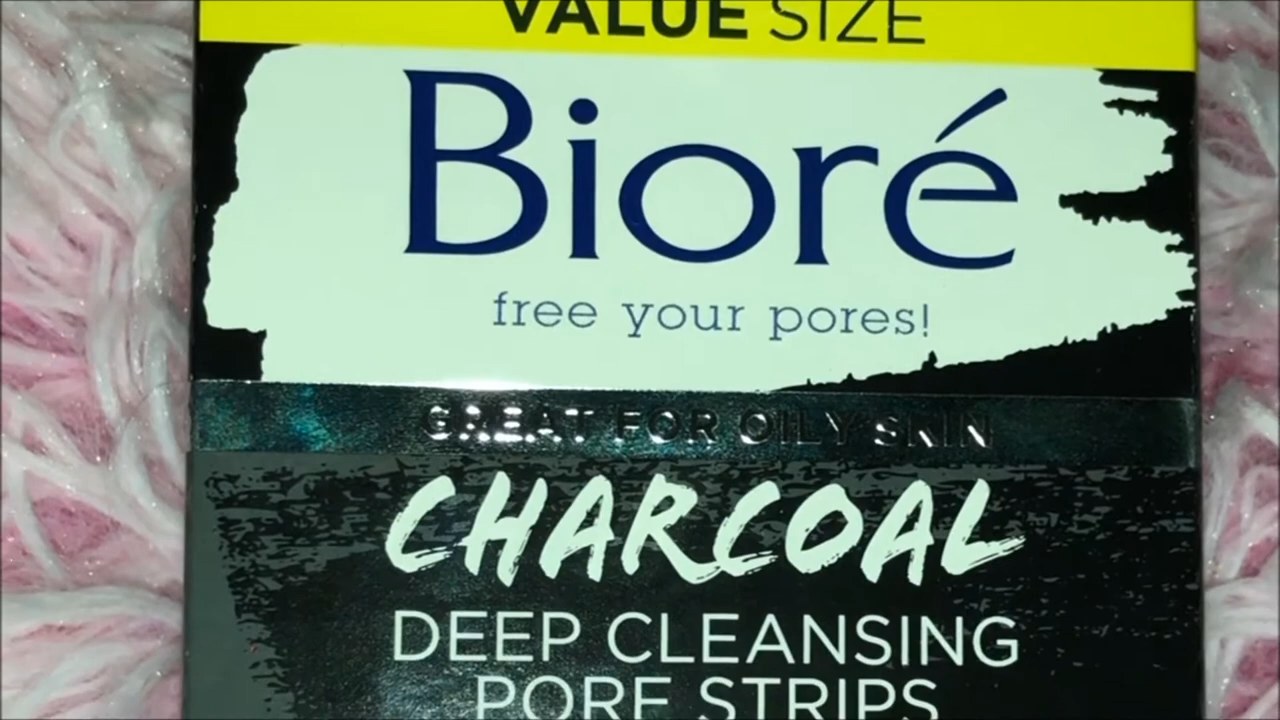 VALUE SIZE
Bioré
free your pores!
GREAT FOR OILY SKIN
CHARCOAL
DEEP CLEANSING
PORE STRIPS